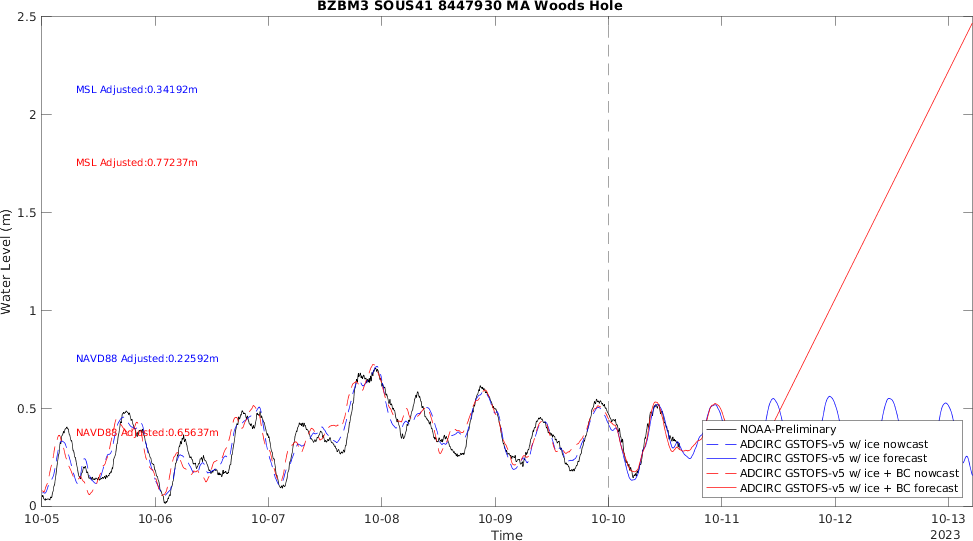 BZBM3 SOUS41 8447930 MA Woods Hole
2.5
2
1.5
1
0.5
0
Water Level (m)
MSL Adjusted:0.34192m
MSL Adjusted:0.77237m
NAVD88 Adjusted:0.22592m
NAVD88 Adjusted:0.65637m
NOAA-Preliminary
ADCIRC GSTOFS-v5 w/ ice nowcast
ADCIRC GSTOFS-v5 w/ ice forecast
ADCIRC GSTOFS-v5 w/ ice + BC nowcast
ADCIRC GSTOFS-v5 w/ ice + BC forecast
10-05 10-06 10-07 10-08 10-09 10-10 10-11 10-12 10-13
2023
Time